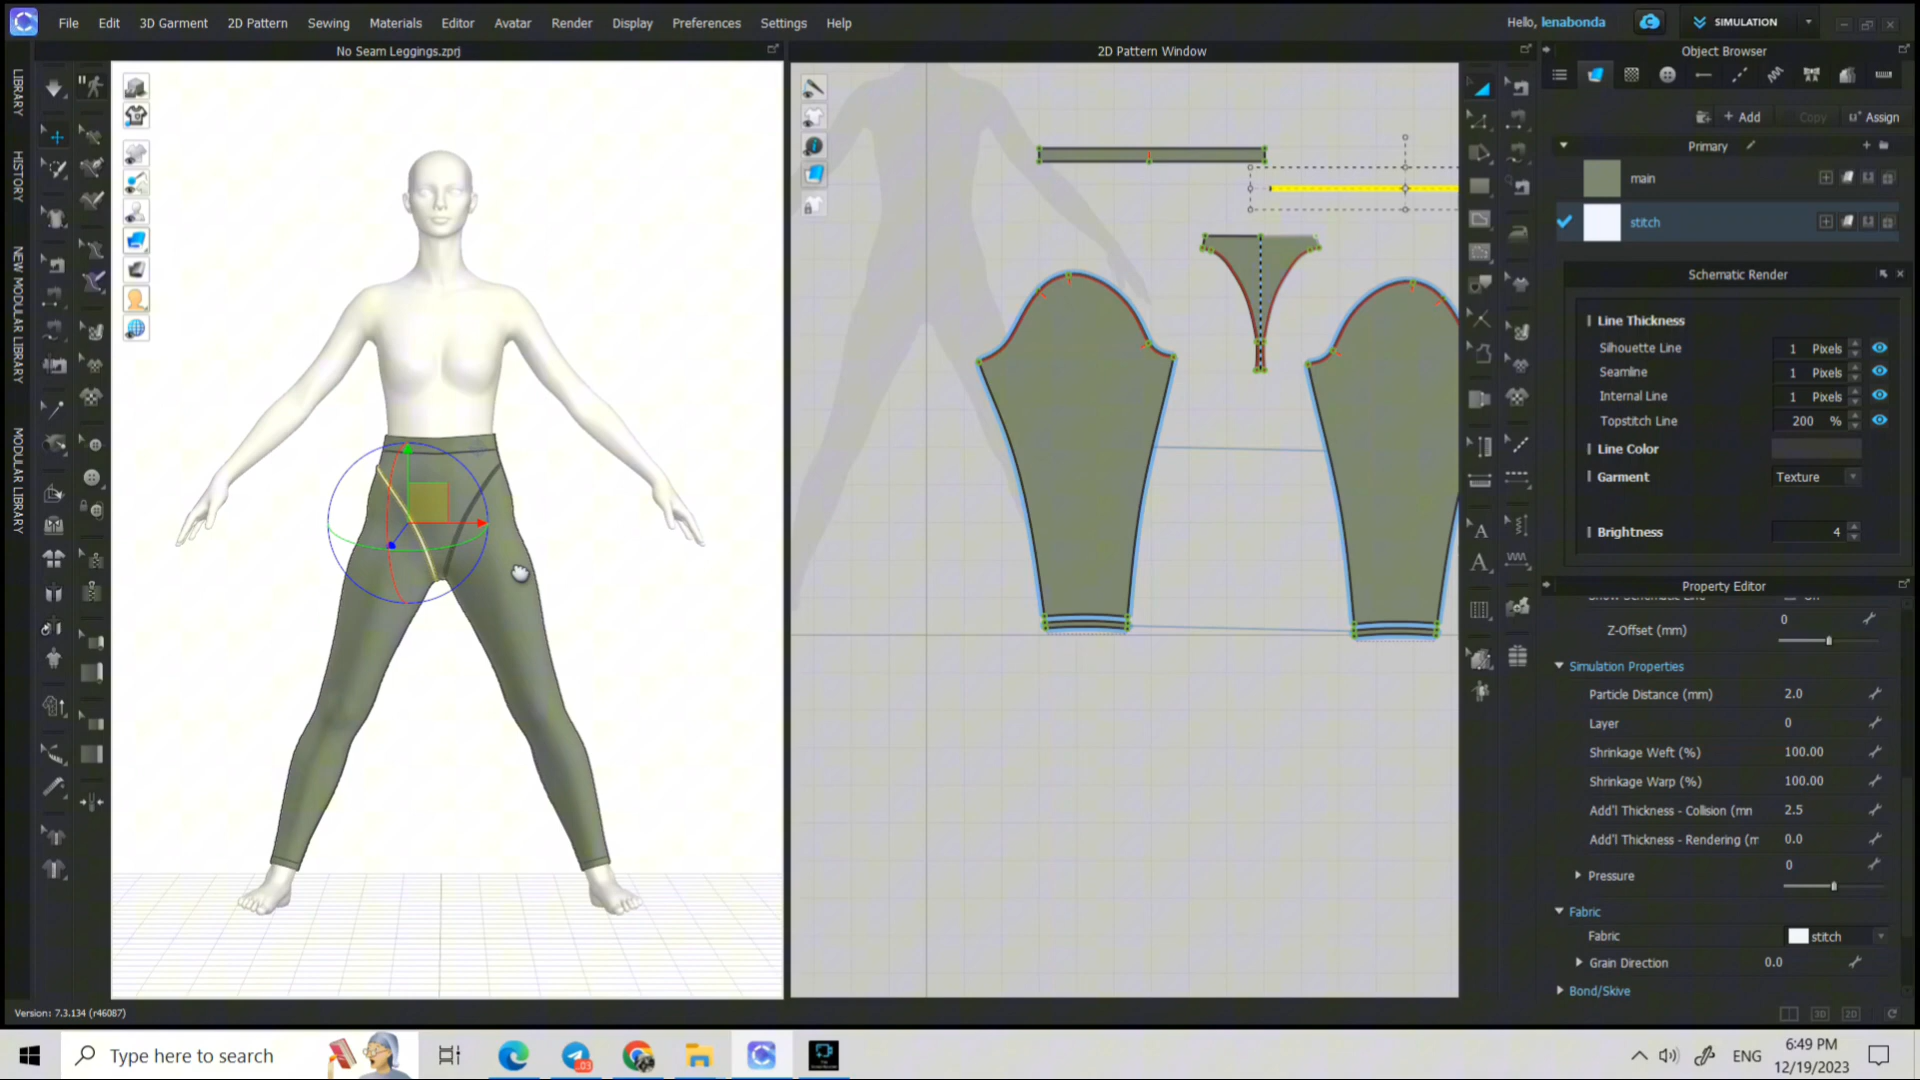 File Edit 3D Garment 2D Pattern Sewing Materials Editor Avatar Render Display Preferences Settings Help
Hello, lenabonda
SIMULATION
No Seam Leggings.zprj
2D Pattern Window
Object Browser
LIBRARY
HISTORY
NEW MODULAR LIBRARY
MODULAR LIBRARY
+ Add
Copy
Assign
Primary
main
stitch
Schematic Render
Line Thickness
Silhouette Line 1 Pixels
Seamline 1 Pixels
Internal Line 1 Pixels
Topstitch Line 200 %
Line Color
Garment Texture
Brightness 4
Property Editor
Z-Offset (mm) 0
Simulation Properties
Particle Distance (mm) 2.0
Layer 0
Shrinkage Weft (%) 100.00
Shrinkage Warp (%) 100.00
Add'l Thickness - Collision (mn 2.5
Add'l Thickness - Rendering (m 0.0
Pressure 0
Fabric
Fabric stitch
Grain Direction 0.0
Bond/Skive
3D 2D
Version: 7.3.134 (r46087)
Type here to search
ENG
6:49 PM
12/19/2023